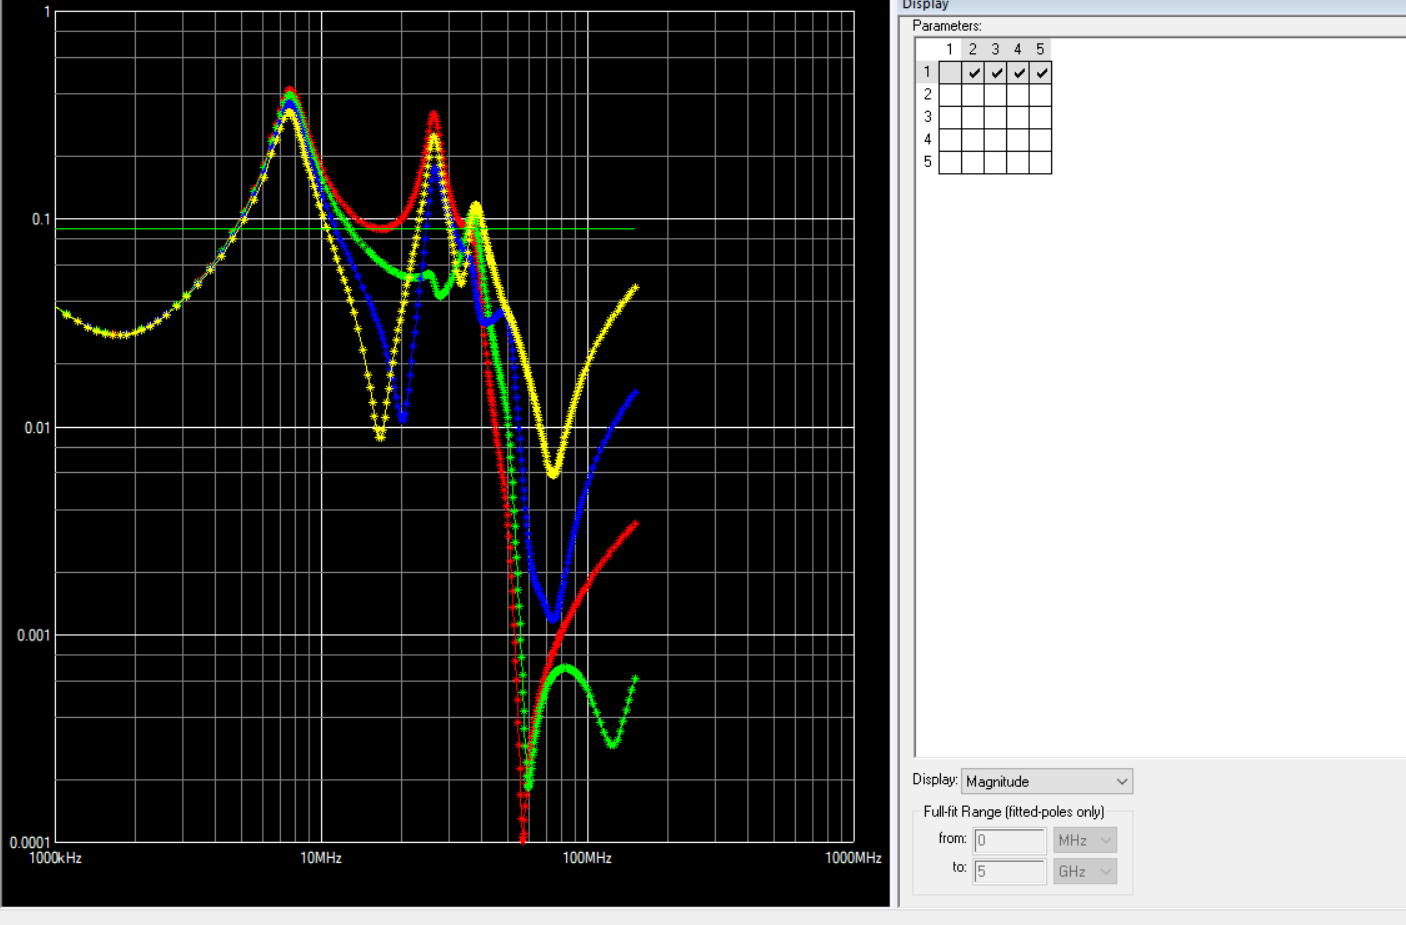 Display
Parameters:
1 2 3 4 5
1
2
3
4
5
1
0.1
0.01
0.001
0.0001
1000kHz 10MHz 100MHz 1000MHz
Display: Magnitude
Full-fit Range (fitted-poles only)
from: 0 MHz
to: 5 GHz